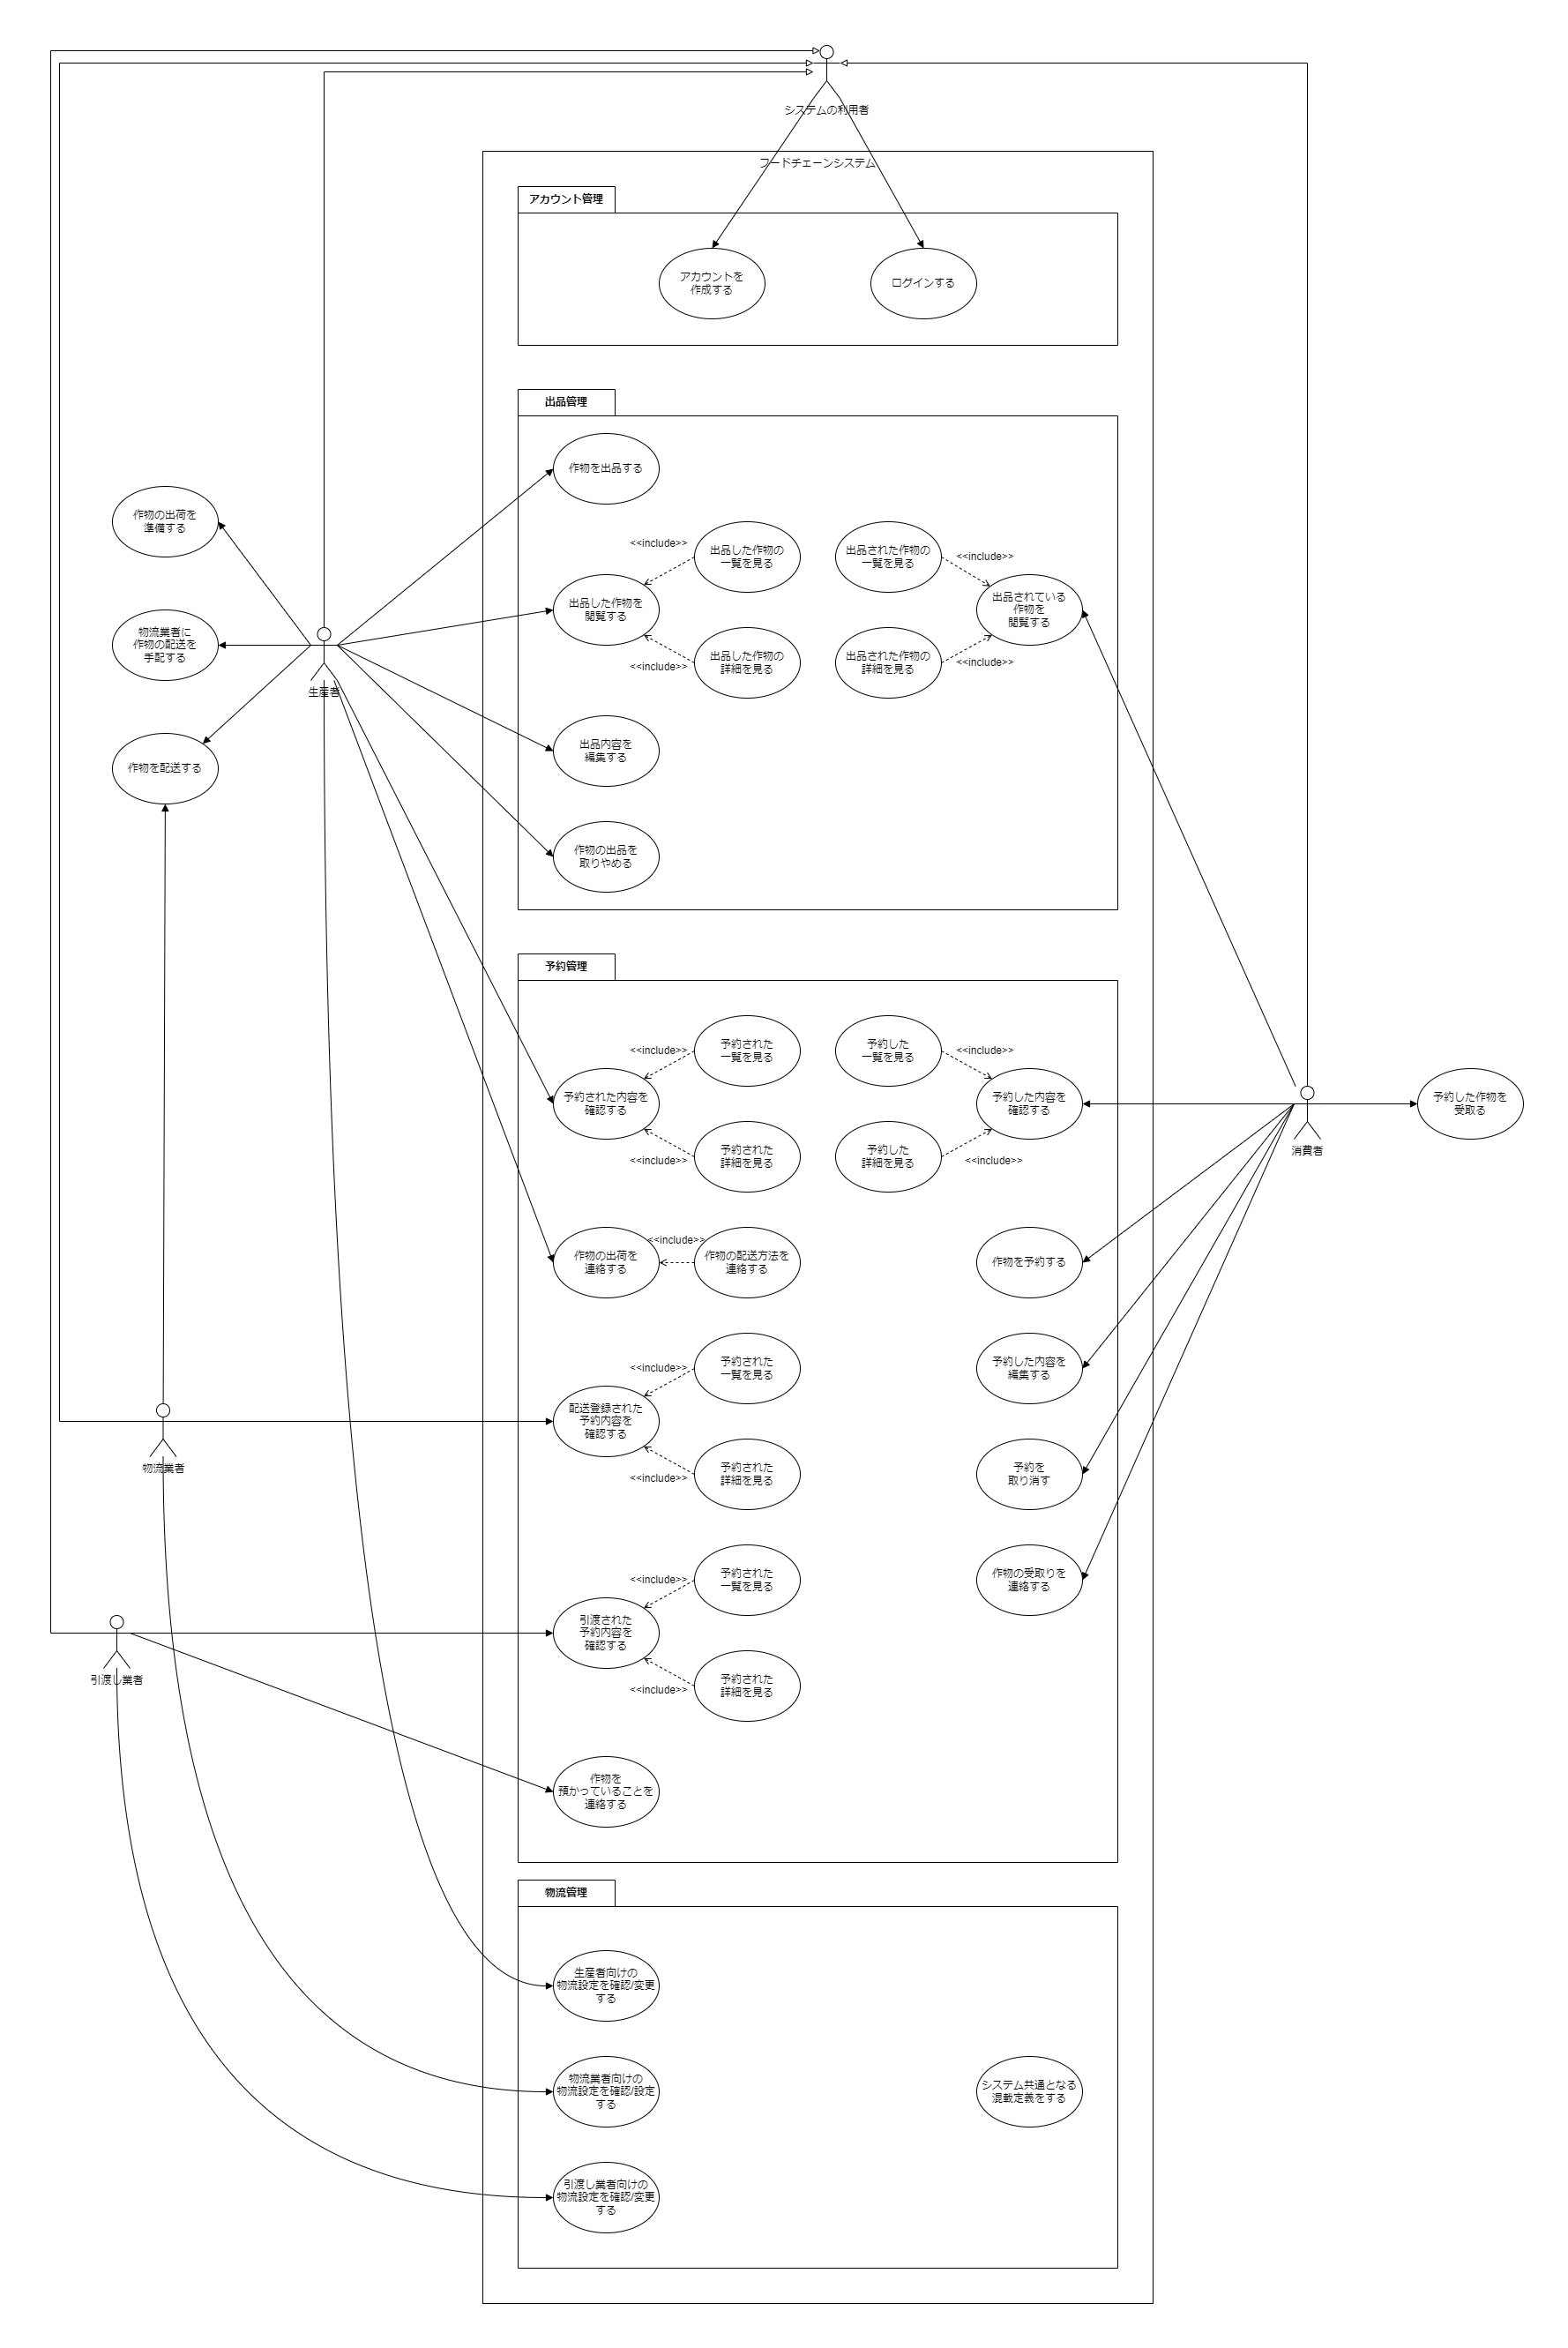 システムの利用者
フードチェーンシステム
アカウント管理
アカウントを
作成する
ログインする
出品管理
作物を出品する
作物の出荷を
準備する
<<include>>
出品した作物の
一覧を見る
出品された作物の
一覧を見る
<<include>>
出品した作物を
閲覧する
出品されている
作物を
閲覧する
物流業者に
作物の配送を
手配する
<<include>>
出品した作物の
詳細を見る
出品された作物の
詳細を見る
<<include>>
生産者
出品内容を
編集する
作物を配送する
作物の出品を
取りやめる
予約管理
<<include>>
予約された
一覧を見る
予約した
一覧を見る
<<include>>
予約された内容を
確認する
予約した内容を
確認する
予約した作物を
受取る
消費者
<<include>>
予約された
詳細を見る
予約した
詳細を見る
<<include>>
作物の出荷を
連絡する
<<include>>
作物の配送方法を
連絡する
作物を予約する
<<include>>
予約された
一覧を見る
予約した内容を
編集する
配送登録された
予約内容を
確認する
物流業者
<<include>>
予約された
詳細を見る
予約を
取り消す
<<include>>
予約された
一覧を見る
作物の受取りを
連絡する
引渡された
予約内容を
確認する
引渡し業者
<<include>>
予約された
詳細を見る
作物を
預かっていることを
連絡する
物流管理
生産者向けの
物流設定を確認/変更
する
物流業者向けの
物流設定を確認/設定
する
システム共通となる
混載定義をする
引渡し業者向けの
物流設定を確認/変更
する